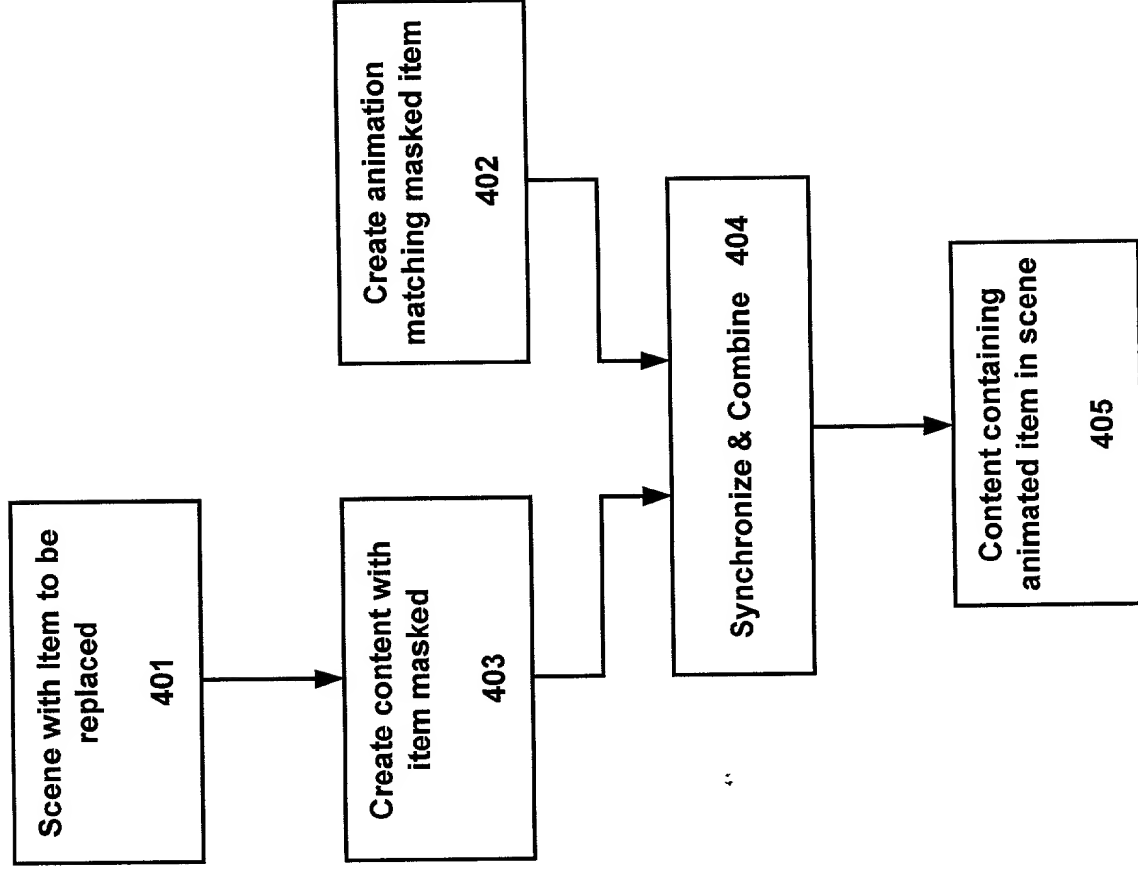 Scene with Item to be
replaced
401
Create content with
item masked
403
Create animation
matching masked item
402
Synchronize & Combine 404
Content containing
animated item in scene
405